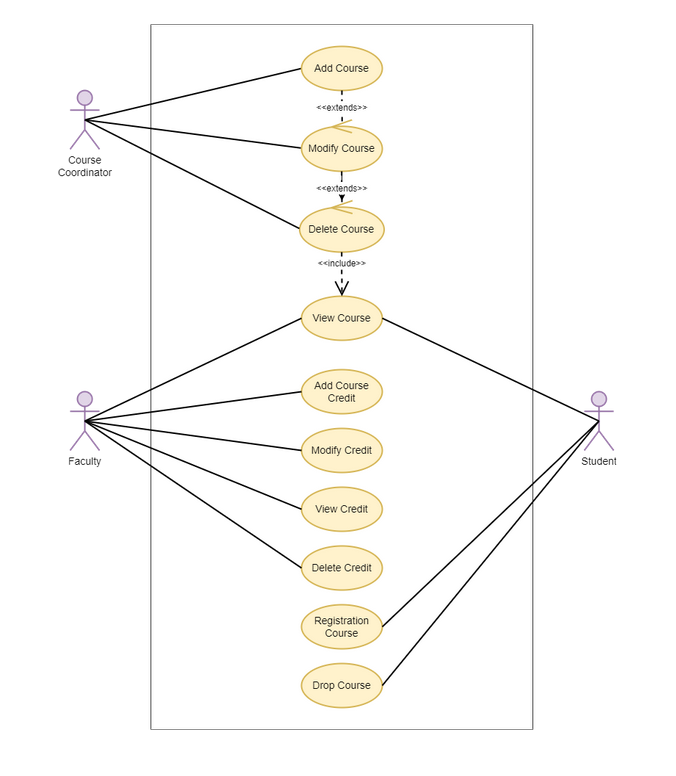 Add Course
<<extends>>
Course
Coordinator
Modify Course
<<extends>>
Delete Course
<<include>>
View Course
Add Course
Credit
Faculty
Modify Credit
Student
View Credit
Delete Credit
Registration
Course
Drop Course